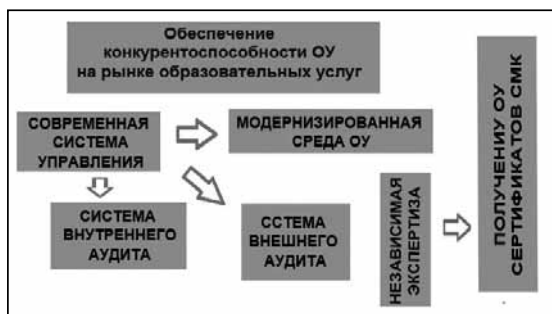 Обеспечение
конкурентоспособности ОУ
на рынке образовательных услуг
СОВРЕМЕННАЯ
СИСТЕМА
УПРАВЛЕНИЯ
МОДЕРНИЗИРОВАННАЯ
СРЕДА ОУ
СИСТЕМА
ВНУТРЕННЕГО
АУДИТА
ССТЕМА
ВНЕШНЕГО
АУДИТА
НЕЗАВИСИМАЯ
ЭКСПЕРТИЗА
ПОЛУЧЕНИУ ОУ
СЕРТИФИКАТОВ СМК